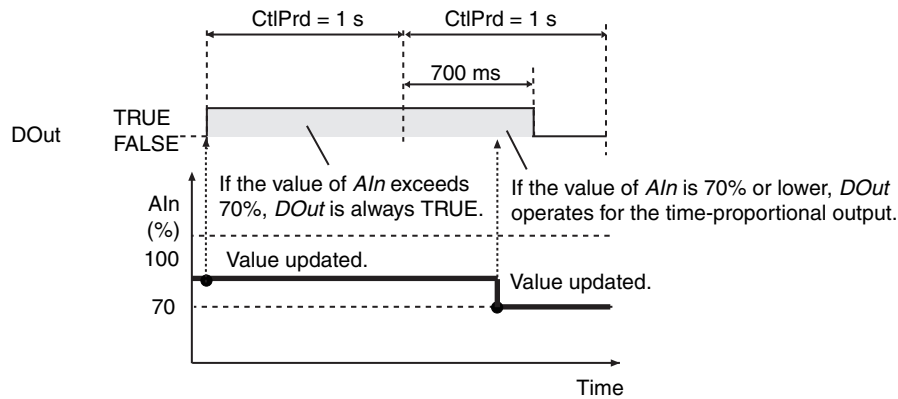 CtlPrd = 1 s
CtlPrd = 1 s
700 ms
DOut
TRUE
FALSE
If the value of AIn exceeds
70%, DOut is always TRUE.
If the value of AIn is 70% or lower, DOut
operates for the time-proportional output.
AIn
(%)
100
Value updated.
Value updated.
70
Time